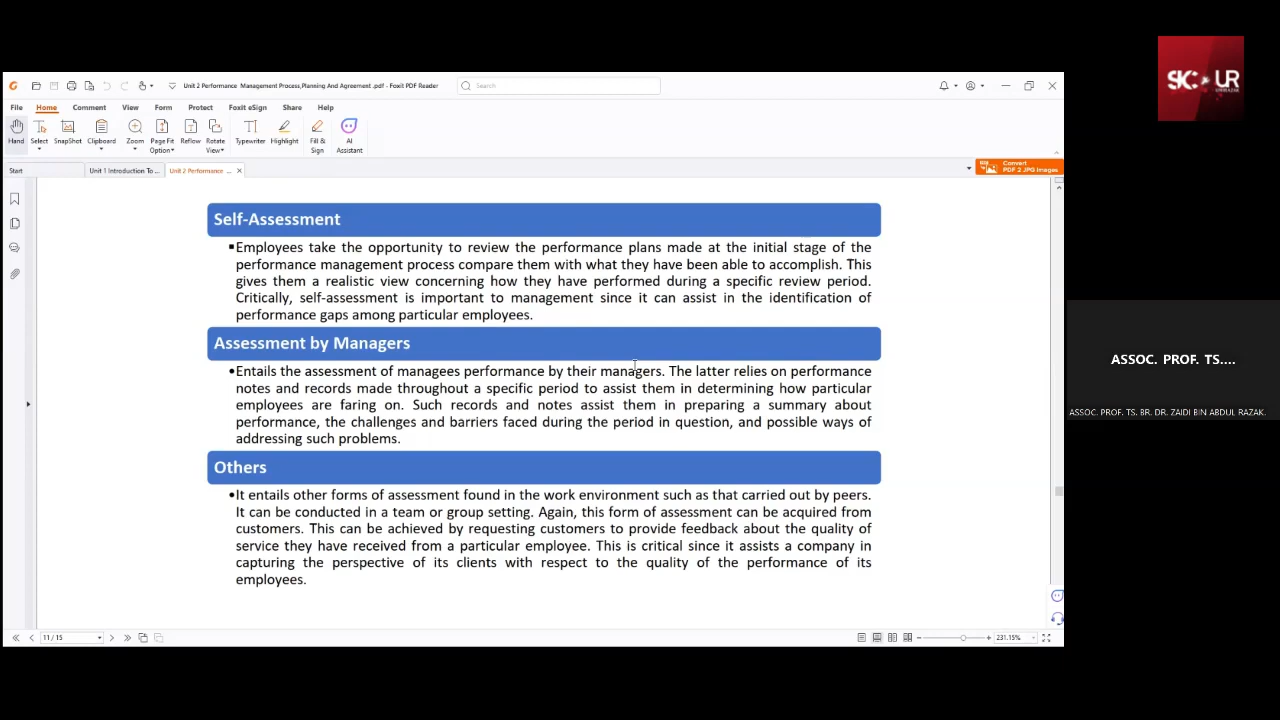 Unit 2 Performance Management Process,Planning And Agreement .pdf - Foxit PDF Reader
Search
File Home Comment View Form Protect Foxit eSign Share Help
Hand Select SnapShot Clipboard Zoom Page Fit Option Reflow Rotate View Typewriter Highlight Fill & Sign AI Assistant
Start Unit 1 Introduction To ... Unit 2 Performance ...
Convert
PDF 2 JPG Images
Self-Assessment
Employees take the opportunity to review the performance plans made at the initial stage of the
performance management process compare them with what they have been able to accomplish. This
gives them a realistic view concerning how they have performed during a specific review period.
Critically, self-assessment is important to management since it can assist in the identification of
performance gaps among particular employees.
Assessment by Managers
•Entails the assessment of managees performance by their managers. The latter relies on performance
notes and records made throughout a specific period to assist them in determining how particular
employees are faring on. Such records and notes assist them in preparing a summary about
performance, the challenges and barriers faced during the period in question, and possible ways of
addressing such problems.
Others
•It entails other forms of assessment found in the work environment such as that carried out by peers.
It can be conducted in a team or group setting. Again, this form of assessment can be acquired from
customers. This can be achieved by requesting customers to provide feedback about the quality of
service they have received from a particular employee. This is critical since it assists a company in
capturing the perspective of its clients with respect to the quality of the performance of its
employees.
11 / 15
231.15%
ASSOC. PROF. TS....
ASSOC. PROF. TS. BR. DR. ZAIDI BIN ABDUL RAZAK.